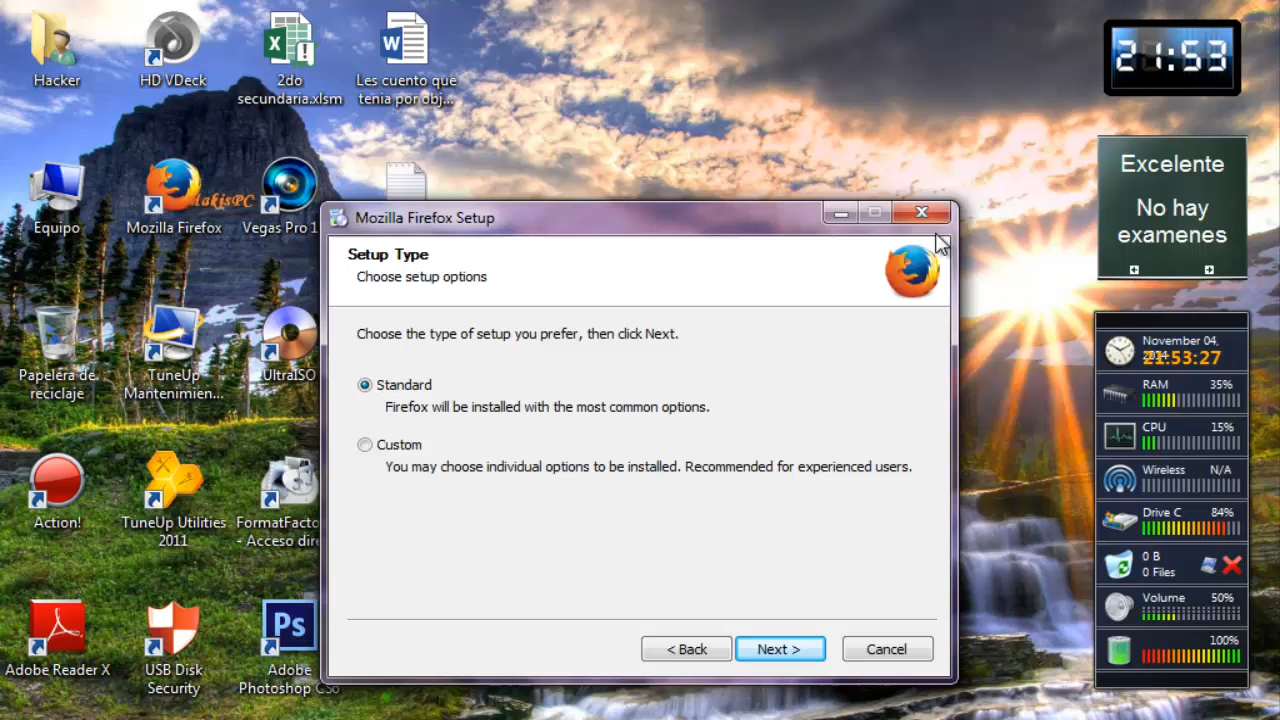 Hacker
HD VDeck
2do
secundaria.xlsm
Les cuento que
tenia por obj...
21:53
Excelente
No hay
examenes
Equipo
Mozilla Firefox
MakisPC
Vegas Pro 1
Mozilla Firefox Setup
Setup Type
Choose setup options
Choose the type of setup you prefer, then click Next.
Standard
Firefox will be installed with the most common options.
Custom
You may choose individual options to be installed. Recommended for experienced users.
< Back
Next >
Cancel
Papelera de
reciclaje
TuneUp
Mantenimien...
UltraISO
Action!
TuneUp Utilities
2011
FormatFacto
- Acceso dire
Adobe Reader X
USB Disk
Security
Ps
Adobe
Photoshop CS6
November 04,
21:53:27
RAM 35%
CPU 15%
Wireless N/A
Drive C 84%
0 B
0 Files
Volume 50%
100%